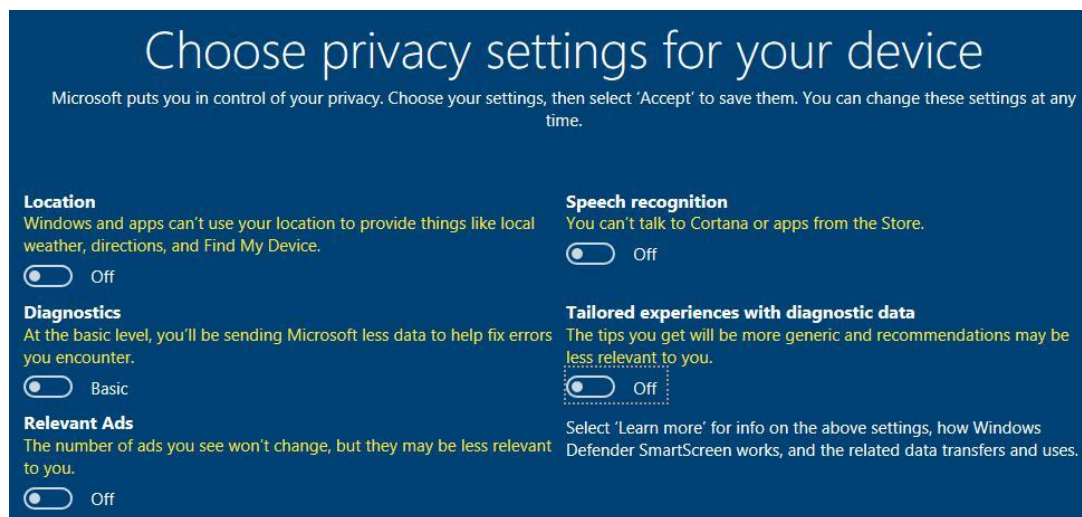 Choose privacy settings for your device
Microsoft puts you in control of your privacy. Choose your settings, then select ‘Accept’ to save them. You can change these settings at any
time.
Location
Windows and apps can’t use your location to provide things like local
weather, directions, and Find My Device.
Off
Diagnostics
At the basic level, you’ll be sending Microsoft less data to help fix errors
you encounter.
Basic
Relevant Ads
The number of ads you see won’t change, but they may be less relevant
to you.
Off
Speech recognition
You can’t talk to Cortana or apps from the Store.
Off
Tailored experiences with diagnostic data
The tips you get will be more generic and recommendations may be
less relevant to you.
Off
Select ‘Learn more’ for info on the above settings, how Windows
Defender SmartScreen works, and the related data transfers and uses.